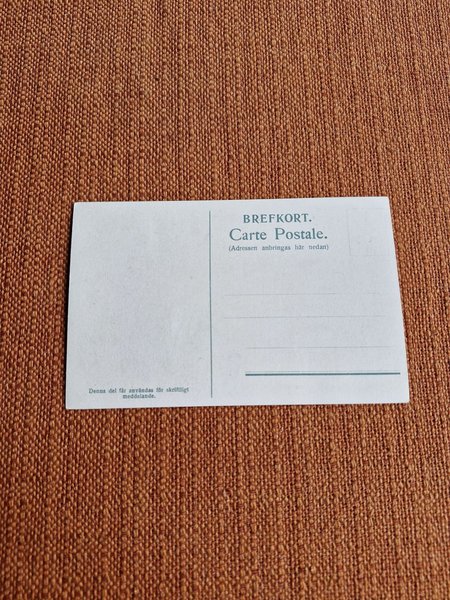 BREFKORT.
Carte Postale.
(Adressen anbringas här nedan)
Denna del får användas för skriftligt
meddelande.